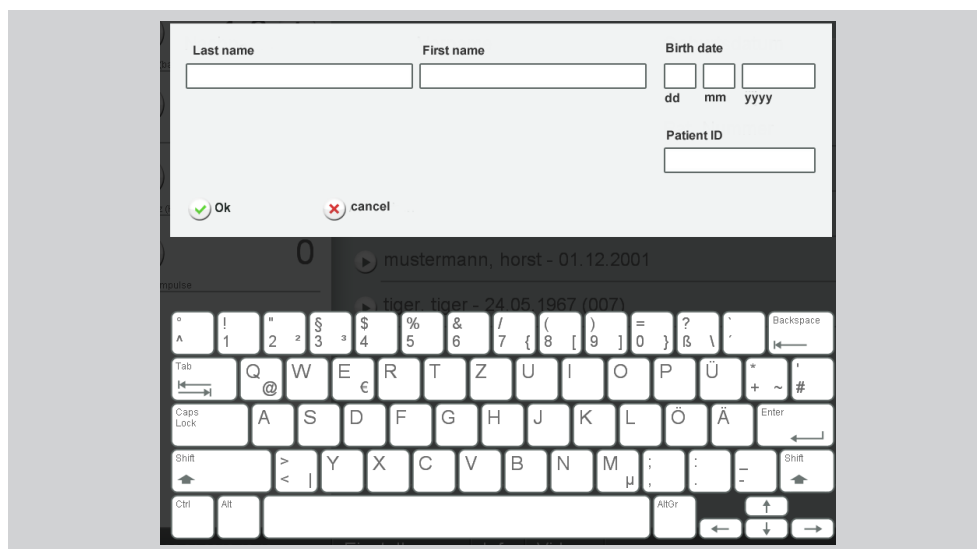 Last name First name Birth date
dd mm yyyy
Patient ID
Ok cancel
0
mustermann, horst - 01.12.2001
mpulse
tiger, tiger - 24.05.1967 (007)
° ! " § $ % & / ( ) = ? ` Backspace
^ 1 2 ² 3 ³ 4 5 6 7 { 8 [ 9 ] 0 } ß \ ´
Tab Q @ W E € R T Z U I O P Ü * + ~ ' #
Caps Lock A S D F G H J K L Ö Ä Enter
Shift > < | Y X C V B N M µ ; , : . _ - Shift
Ctrl Alt AltGr